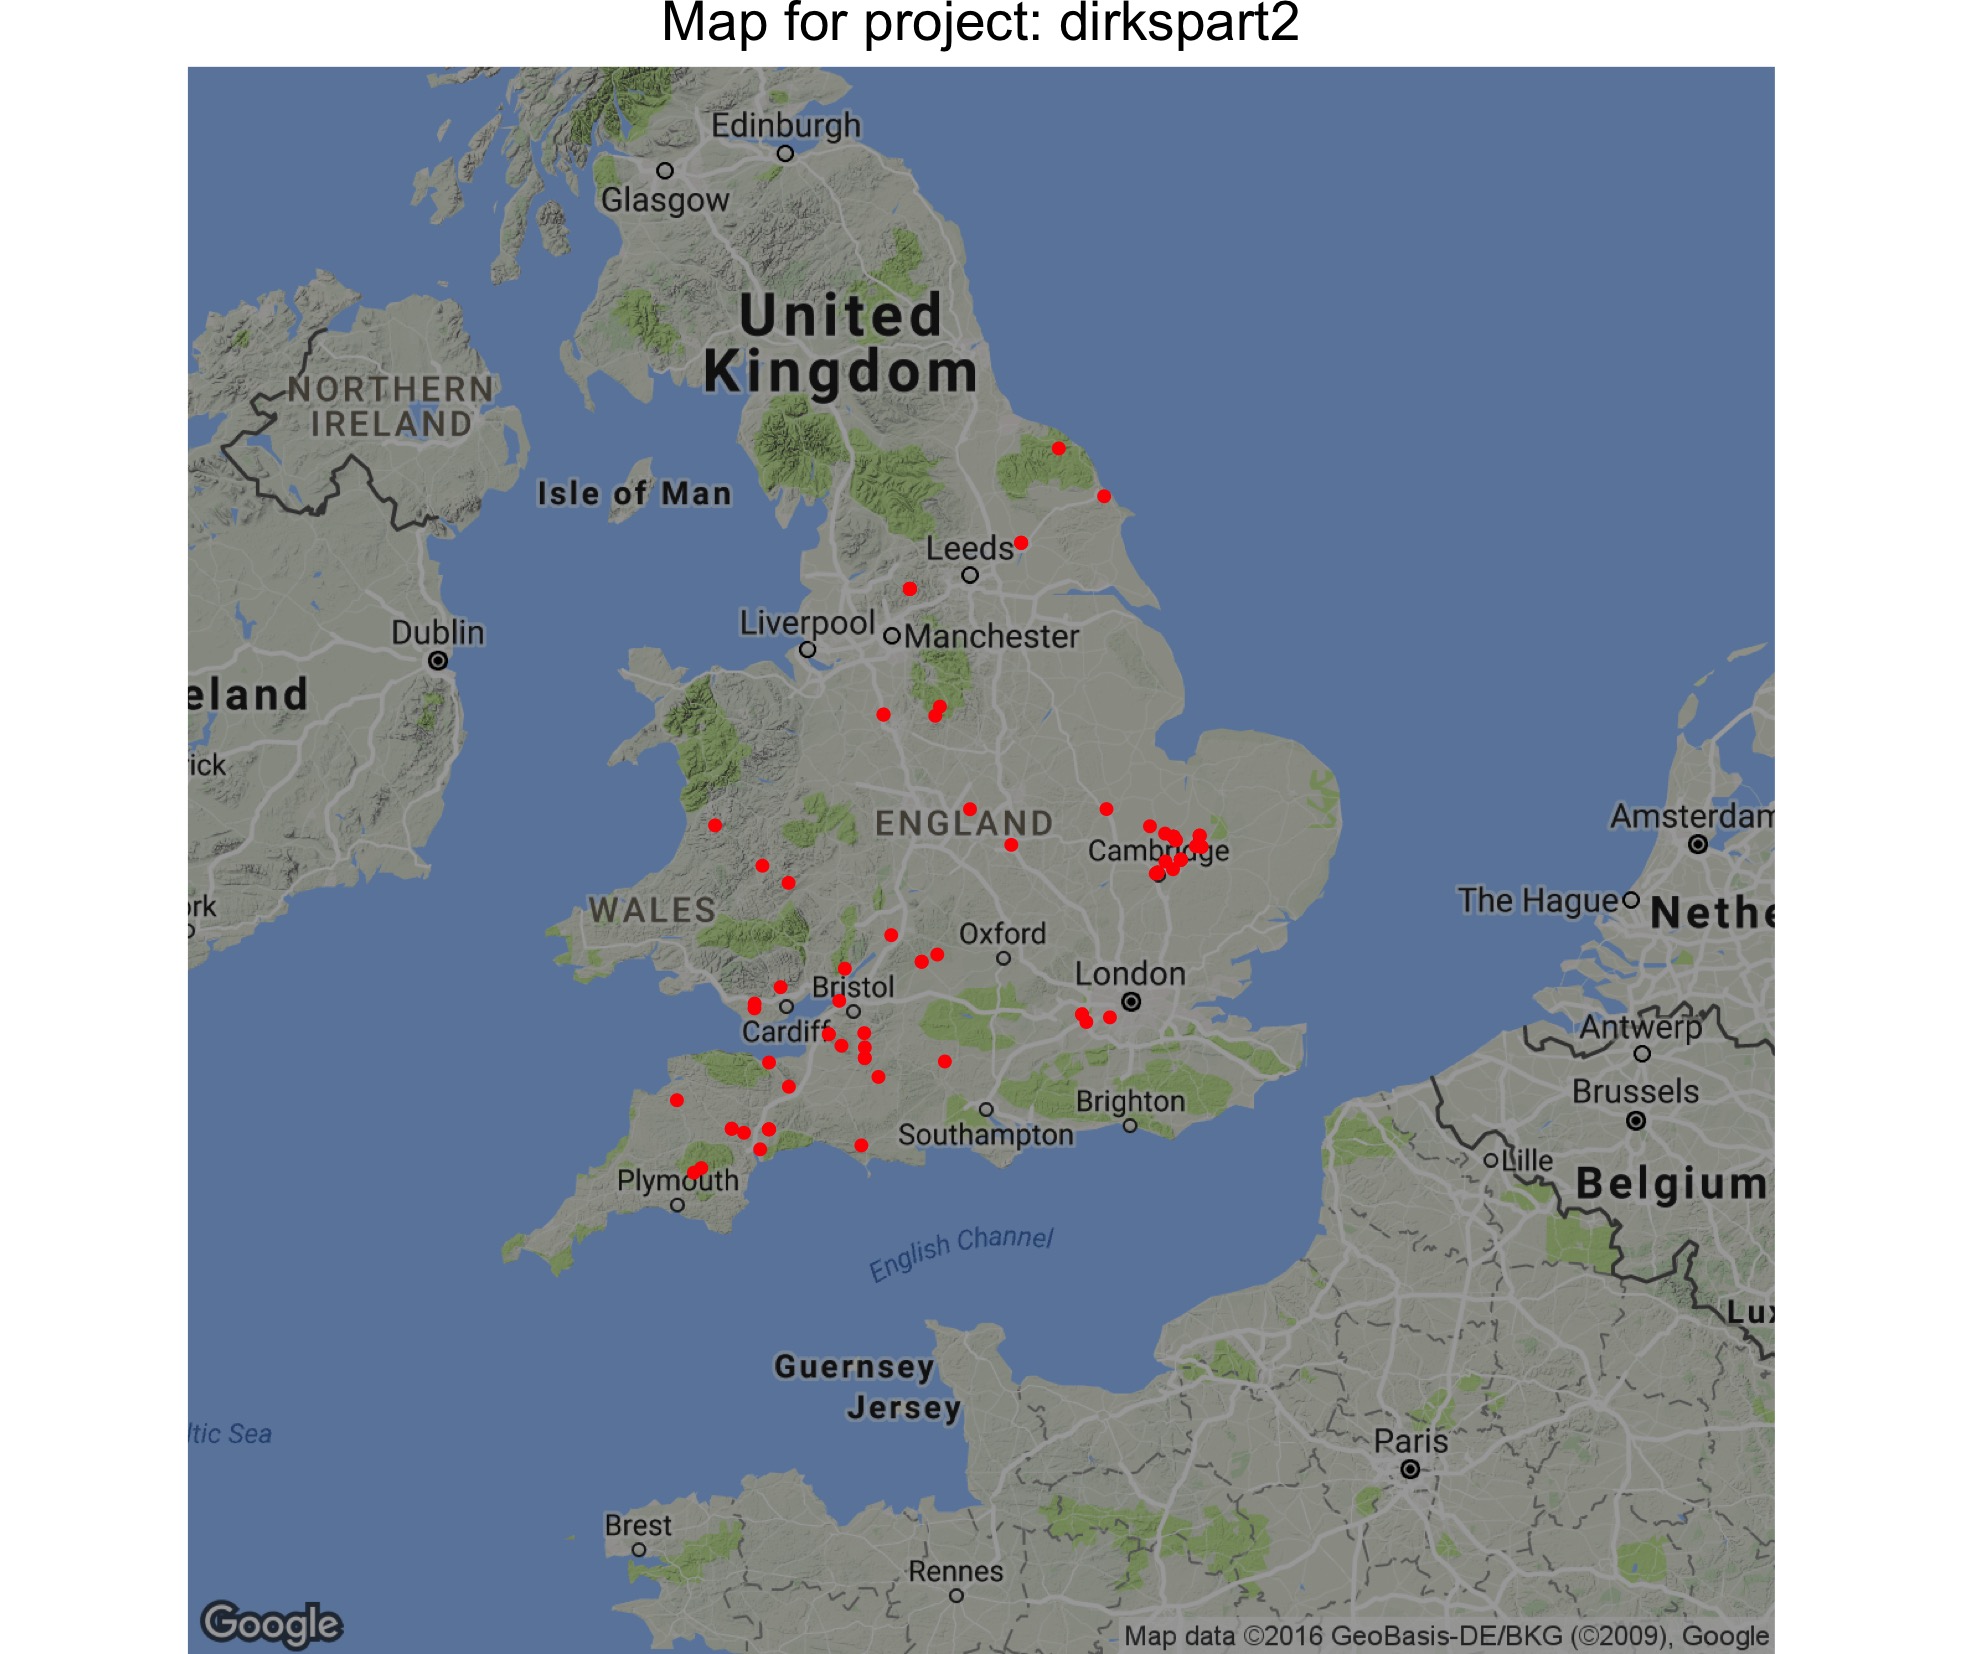 Map for project: dirkspart2
Edinburgh
Glasgow
United
Kingdom
NORTHERN
IRELAND
Isle of Man
Leeds
Liverpool
Manchester
Dublin
eland
ick
ENGLAND
Cambridge
Amsterdam
The Hague
Nethe
ork
WALES
Oxford
London
Bristol
Cardiff
Antwerp
Brussels
Brighton
Southampton
Lille
Plymouth
Belgium
English Channel
Lux
Guernsey
Jersey
ltic Sea
Paris
Brest
Rennes
Google
Map data ©2016 GeoBasis-DE/BKG (©2009), Google